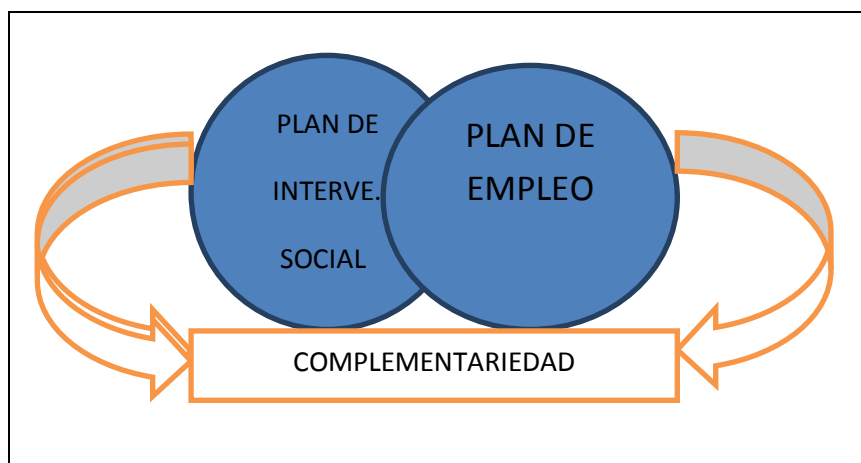 PLAN DE
INTERVE.
SOCIAL
PLAN DE
EMPLEO
COMPLEMENTARIEDAD